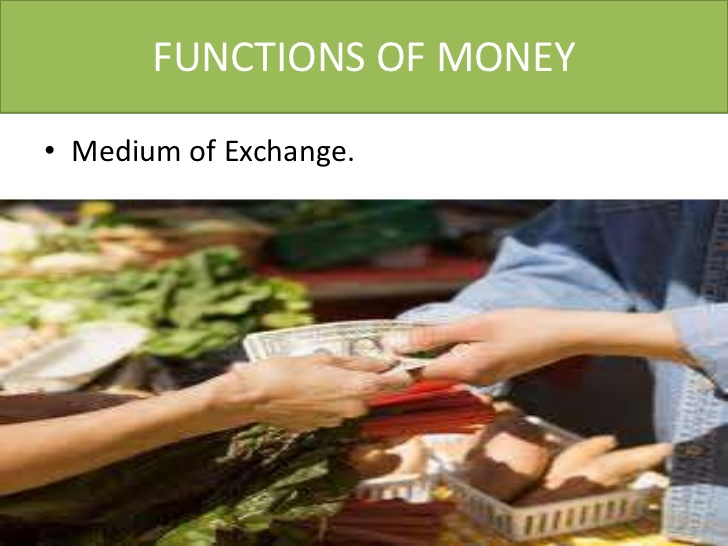 FUNCTIONS OF MONEY
• Medium of Exchange.